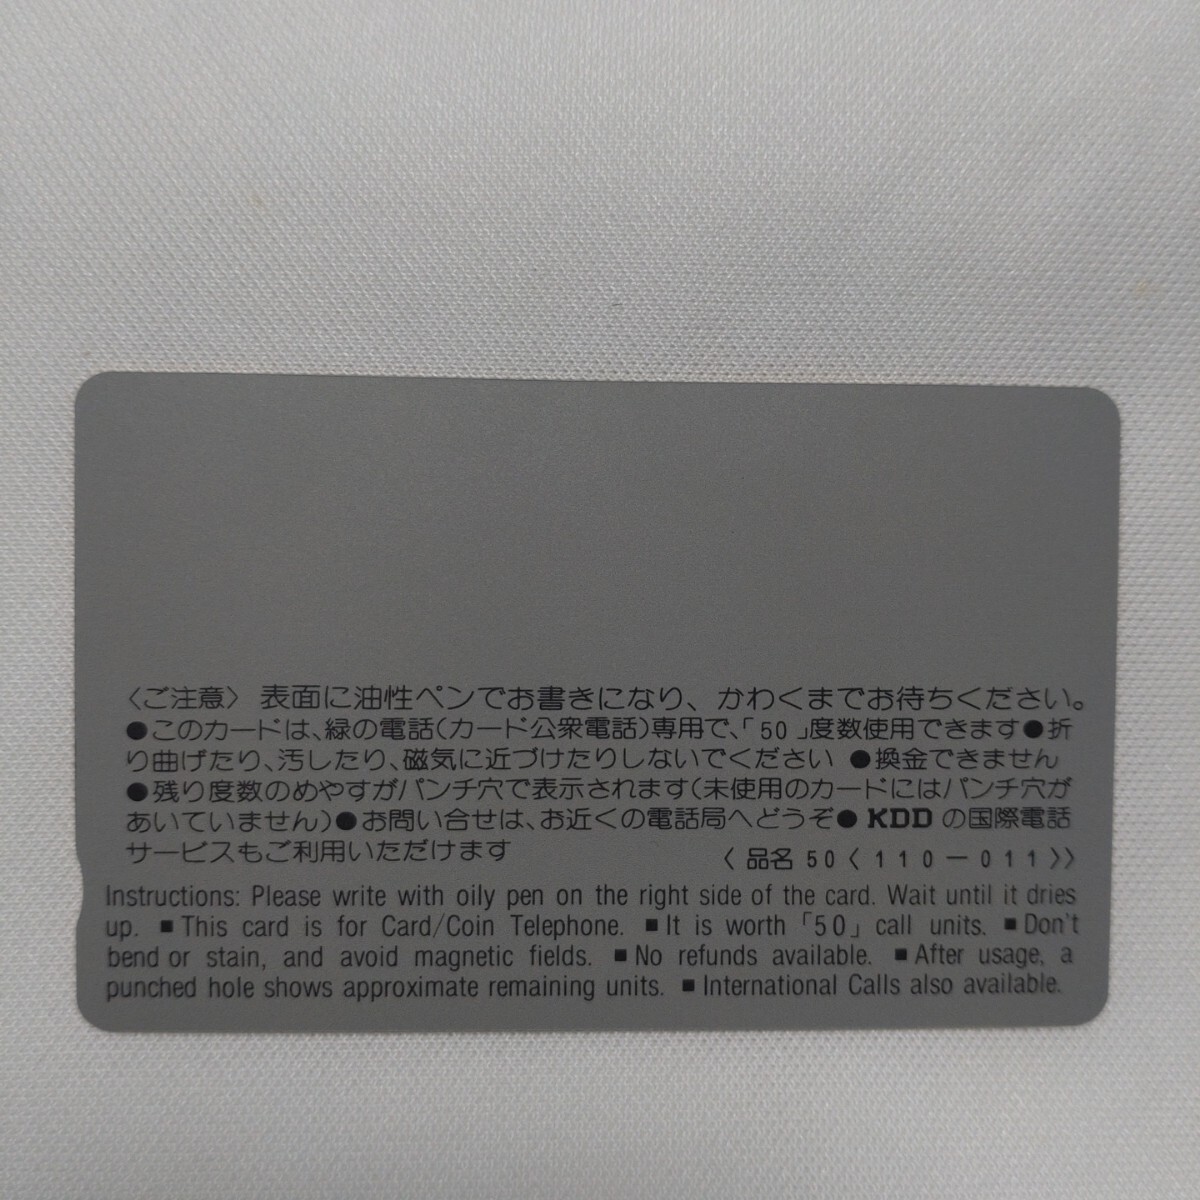 〈ご注意〉 表面に油性ペンでお書きになり、かわくまでお待ちください。
●このカードは、緑の電話(カード公衆電話)専用で、「50」度数使用できます●折
り曲げたり、汚したり、磁気に近づけたりしないでください ●換金できません
●残り度数のめやすがパンチ穴で表示されます(未使用のカードにはパンチ穴が
あいていません)●お問い合せは、お近くの電話局へどうぞ● KDD の国際電話
サービスもご利用いただけます
〈 品名 50〈 110－011〉〉
Instructions: Please write with oily pen on the right side of the card. Wait until it dries
up. ■ This card is for Card/Coin Telephone. ■ It is worth「50」call units. ■ Don't
bend or stain, and avoid magnetic fields. ■ No refunds available. ■ After usage, a
punched hole shows approximate remaining units. ■ International Calls also available.